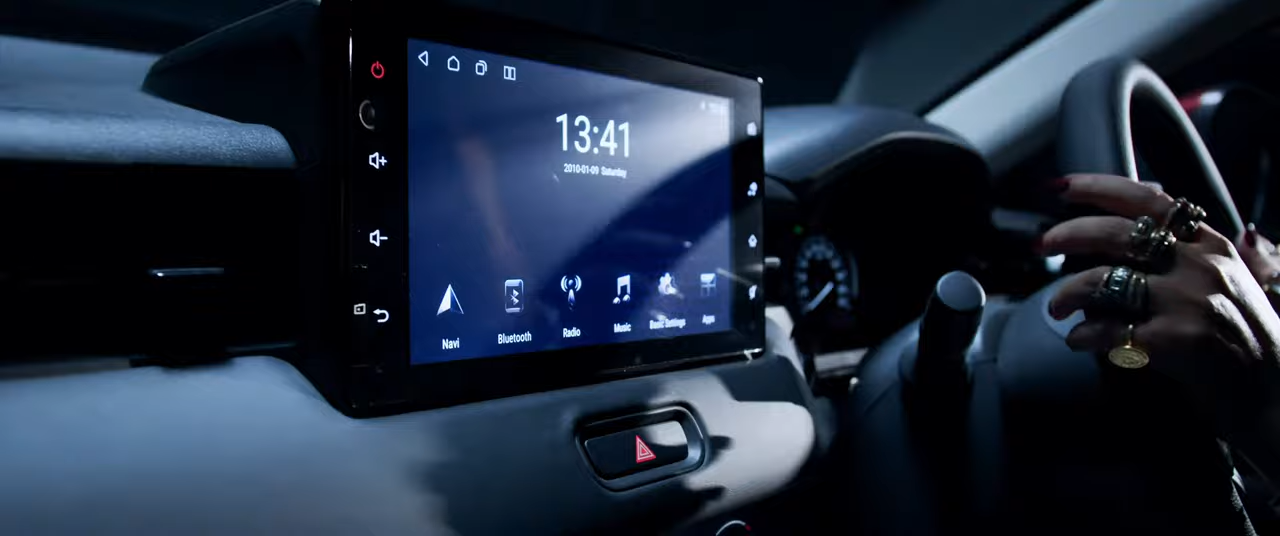 13:41
2010-01-09 Saturday
Navi
Bluetooth
Radio
Music
Basic Settings
Apps